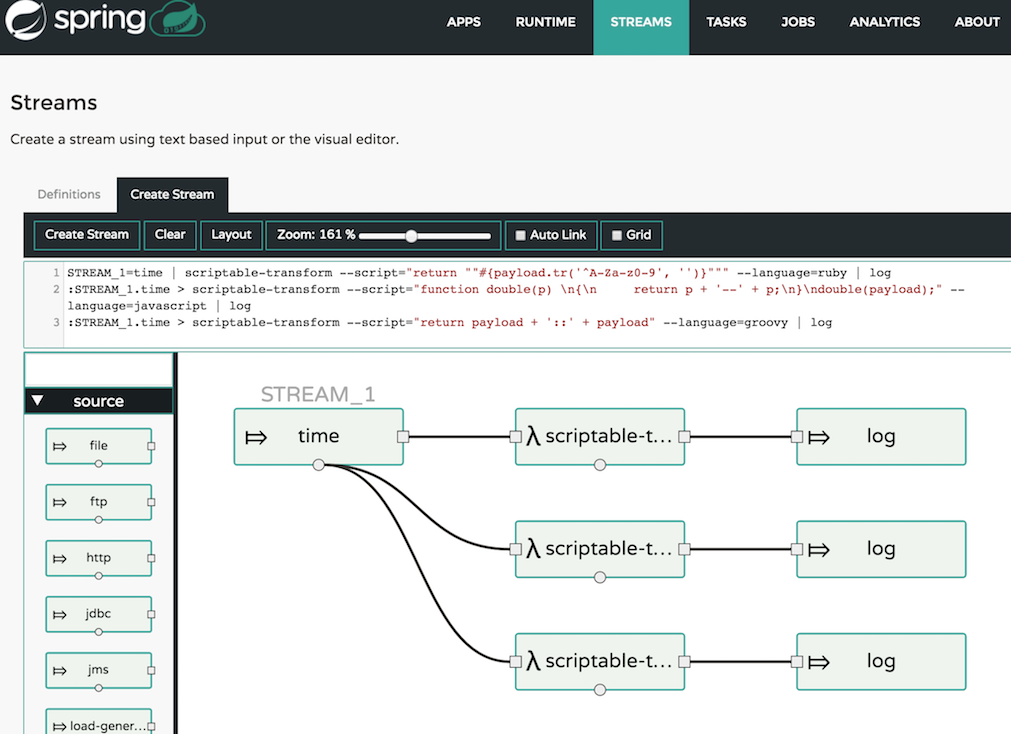 spring
APPS RUNTIME STREAMS TASKS JOBS ANALYTICS ABOUT
Streams
Create a stream using text based input or the visual editor.
Definitions Create Stream
Create Stream Clear Layout Zoom: 161 % Auto Link Grid
1 STREAM_1=time | scriptable-transform --script="return ""#{payload.tr('^A-Za-z0-9', '')}""" --language=ruby | log
2 :STREAM_1.time > scriptable-transform --script="function double(p) \n{\n     return p + '--' + p;\n}\ndouble(payload);" --
language=javascript | log
3 :STREAM_1.time > scriptable-transform --script="return payload + '::' + payload" --language=groovy | log
source
file
ftp
http
jdbc
jms
load-gener...
STREAM_1
time λ scriptable-t... log
λ scriptable-t... log
λ scriptable-t... log